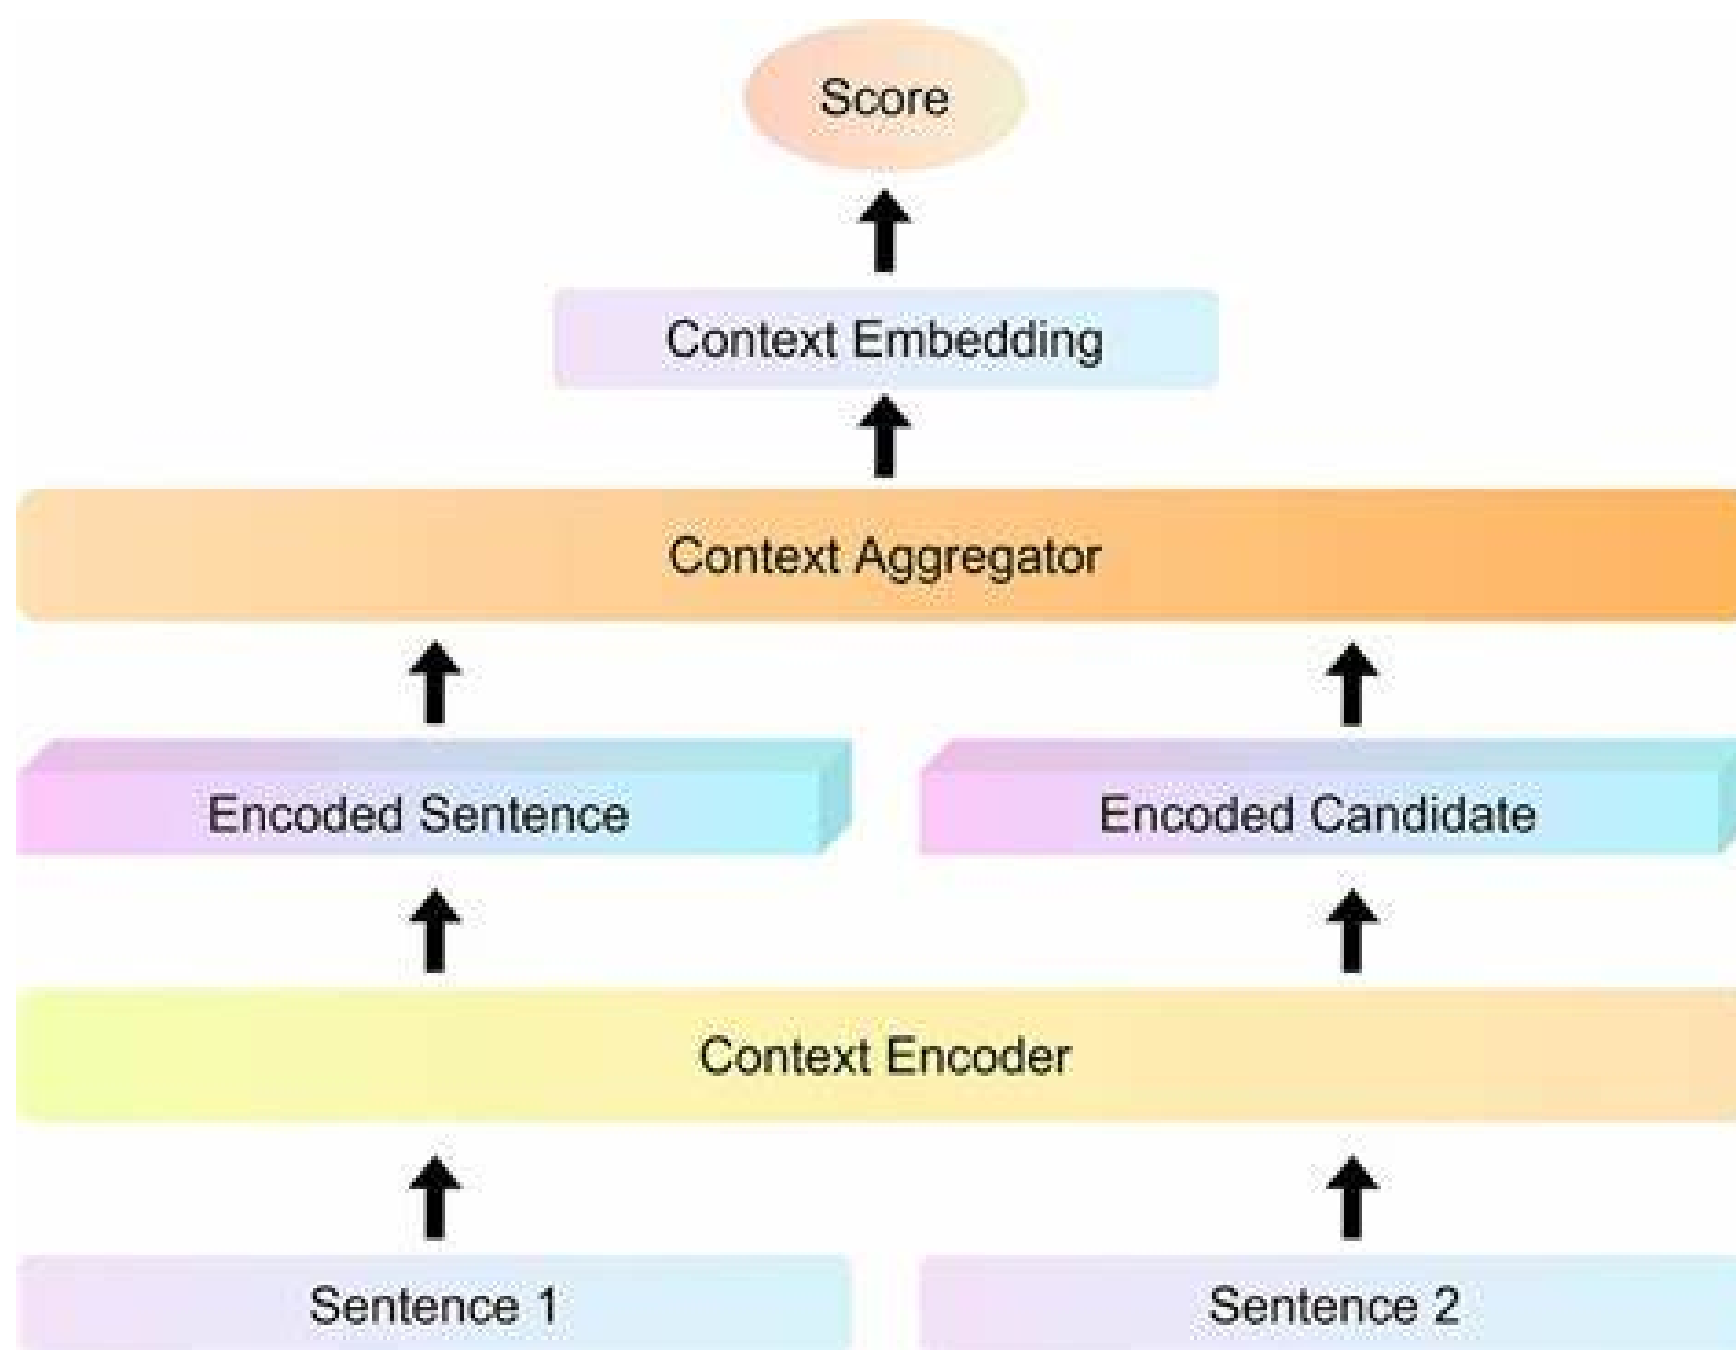 Score
Context Embedding
Context Aggregator
Encoded Sentence
Encoded Candidate
Context Encoder
Sentence 1
Sentence 2